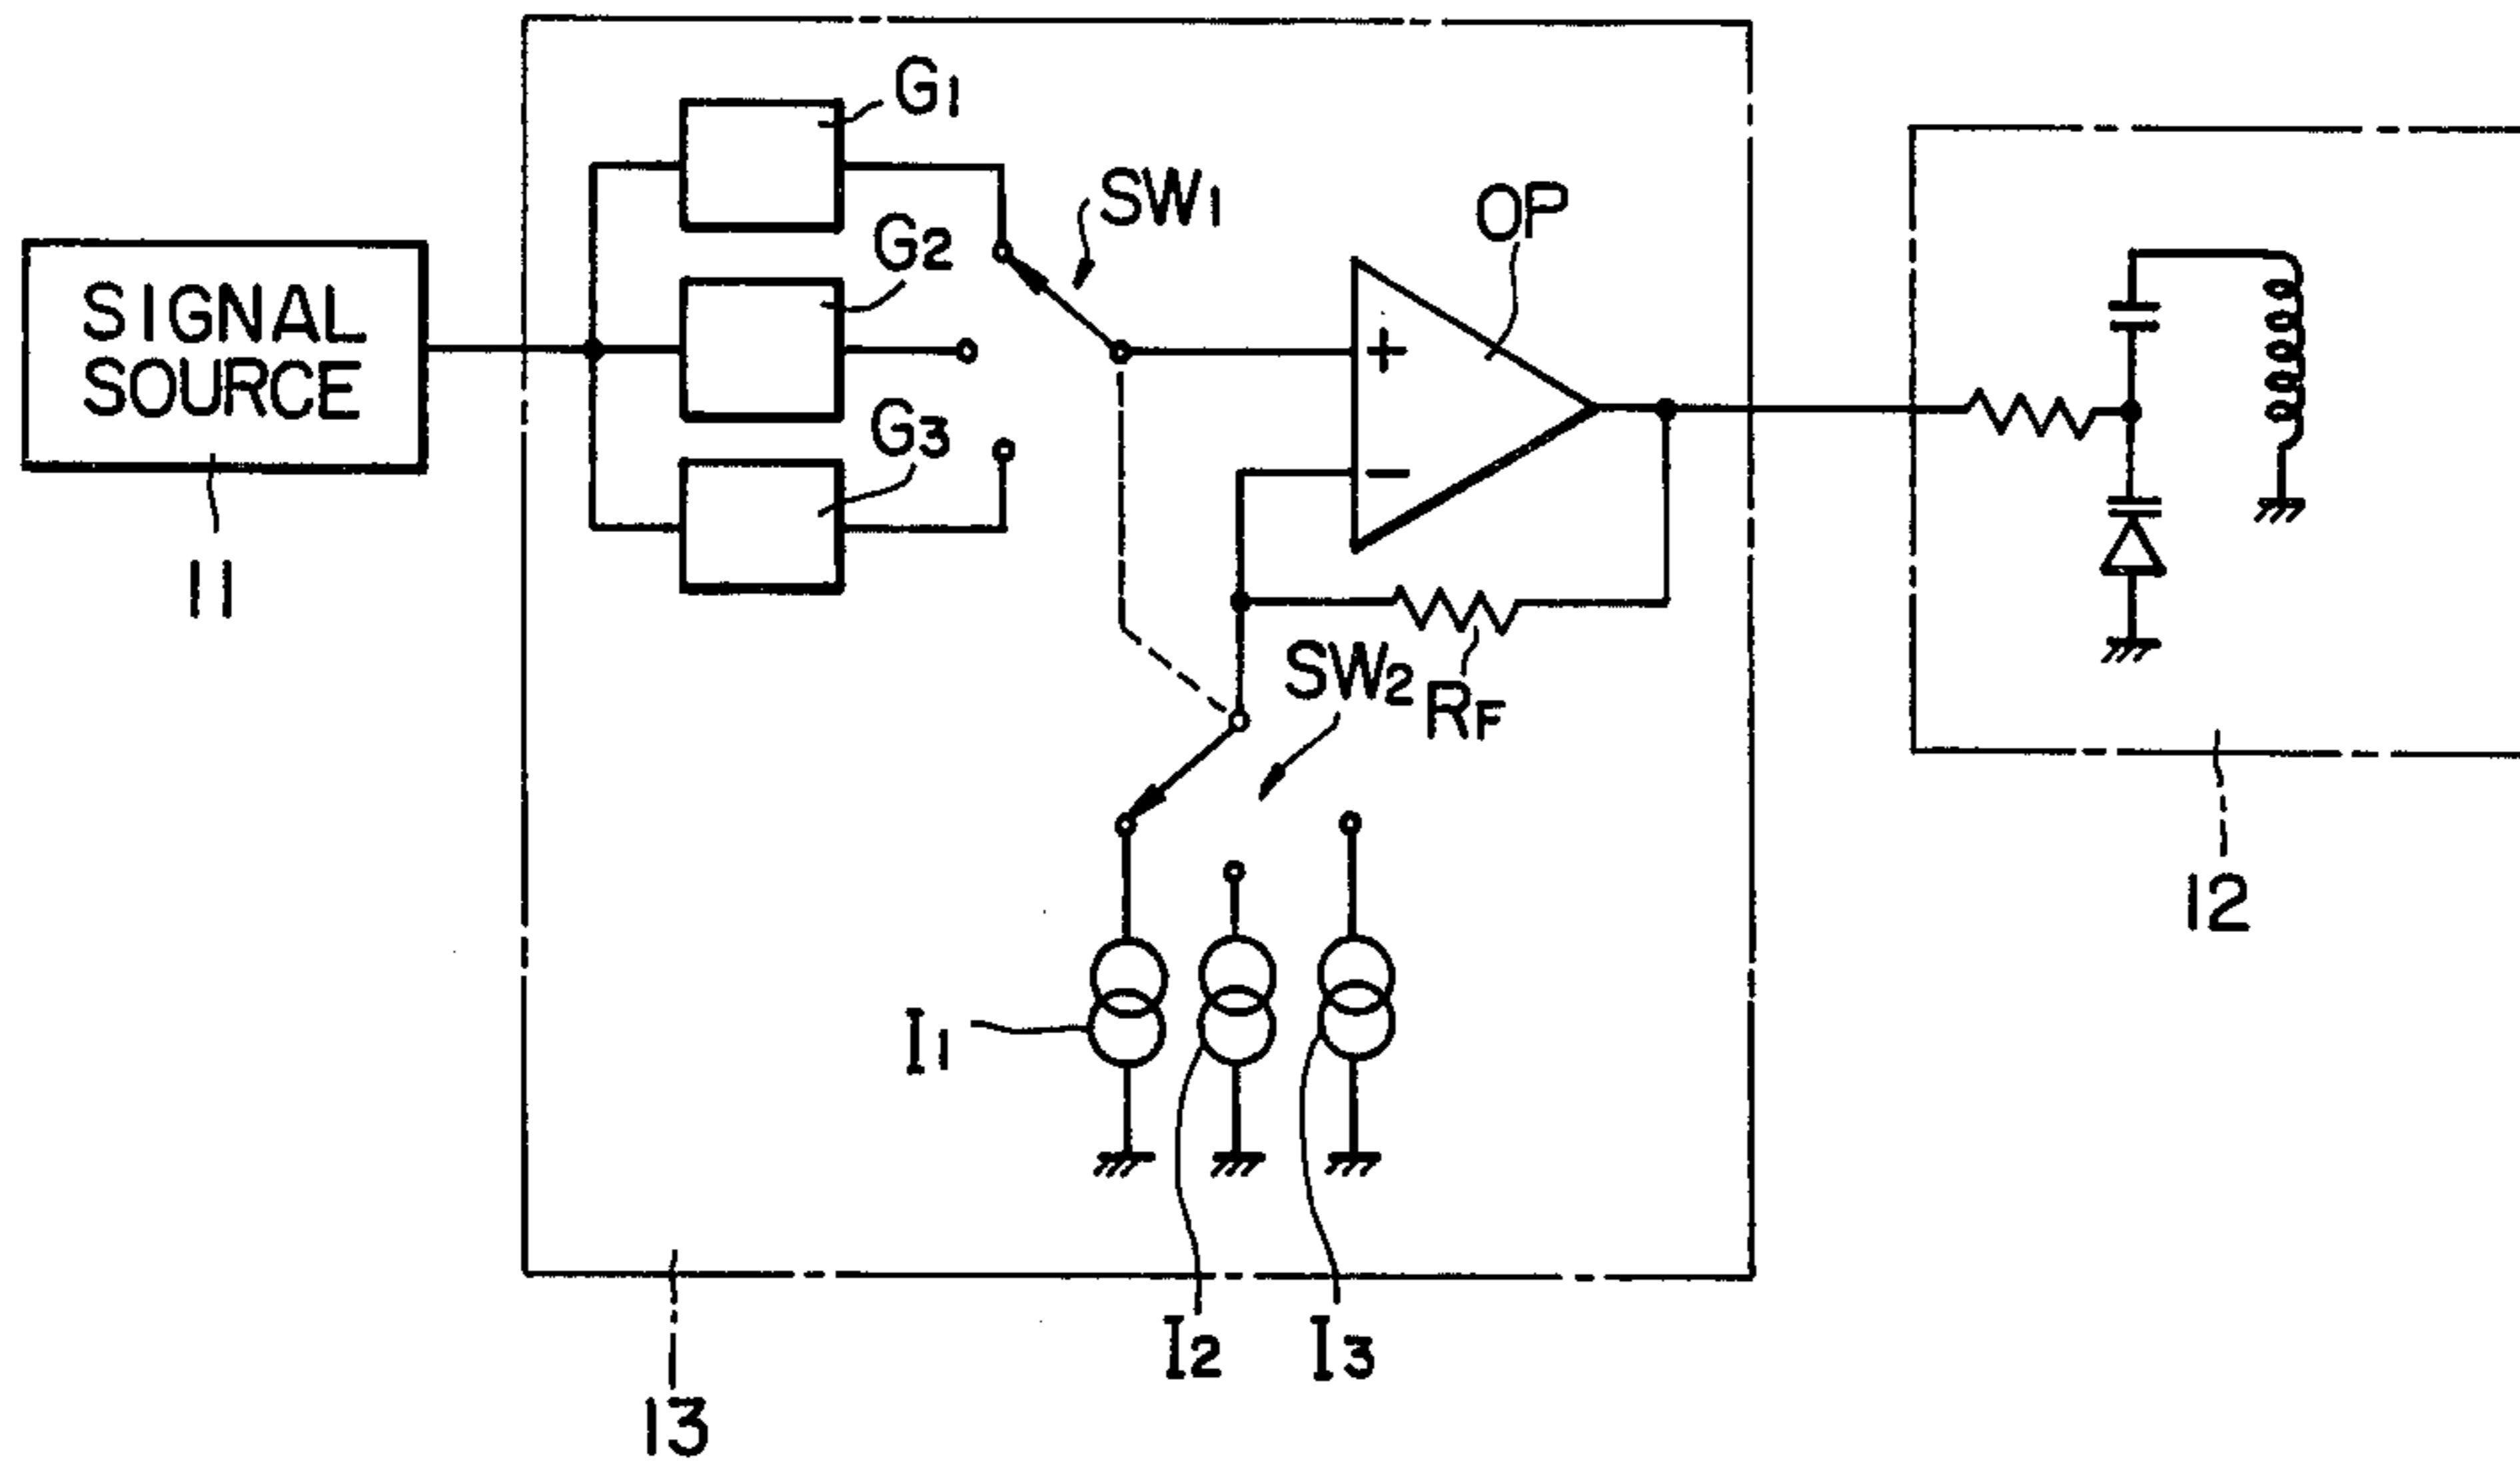 G1
SW1
OP
G2
SIGNAL
SOURCE
G3
11
SW2
RF
12
I1
I2
I3
13
+
−